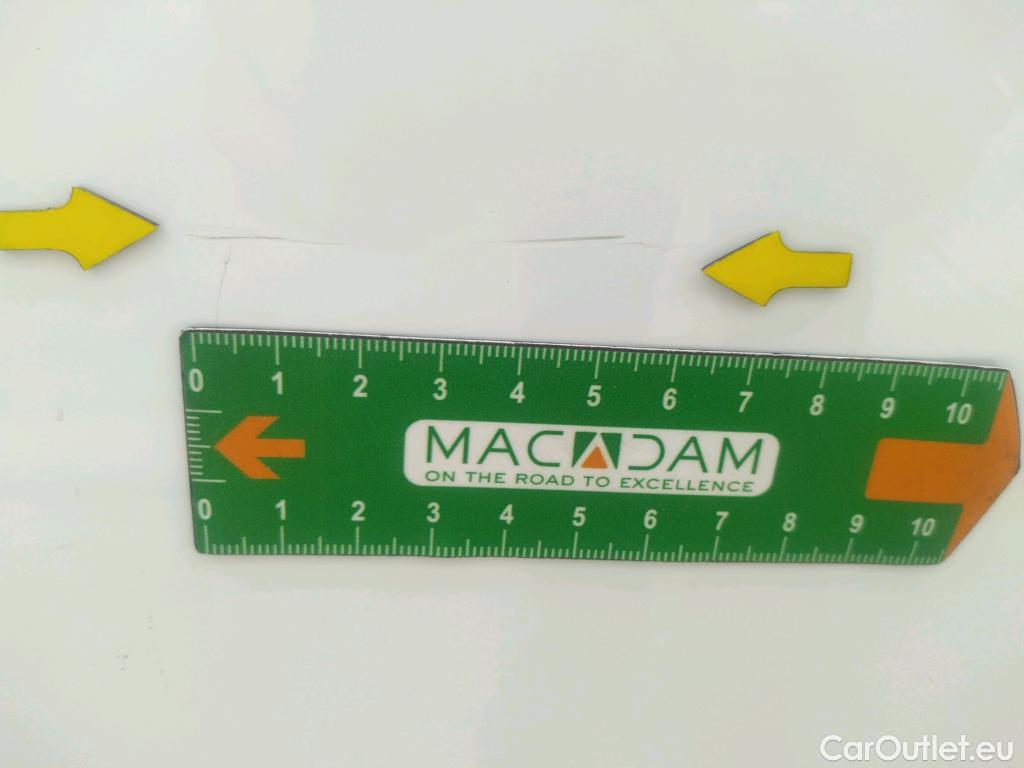 0 1 2 3 4 5 6 7 8 9 10
MACADAM
ON THE ROAD TO EXCELLENCE
0 1 2 3 4 5 6 7 8 9 10
CarOutlet.eu